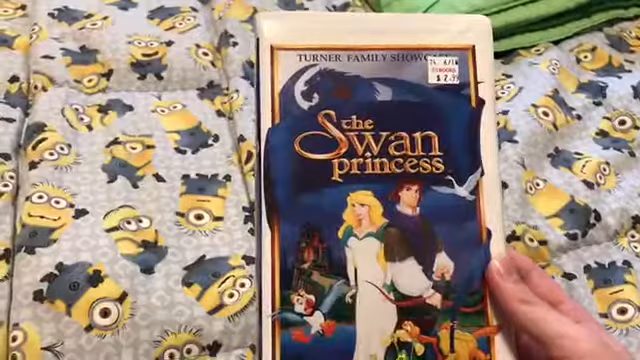 TURNER FAMILY SHOWCASE
The
Swan
princess
$ 2.99